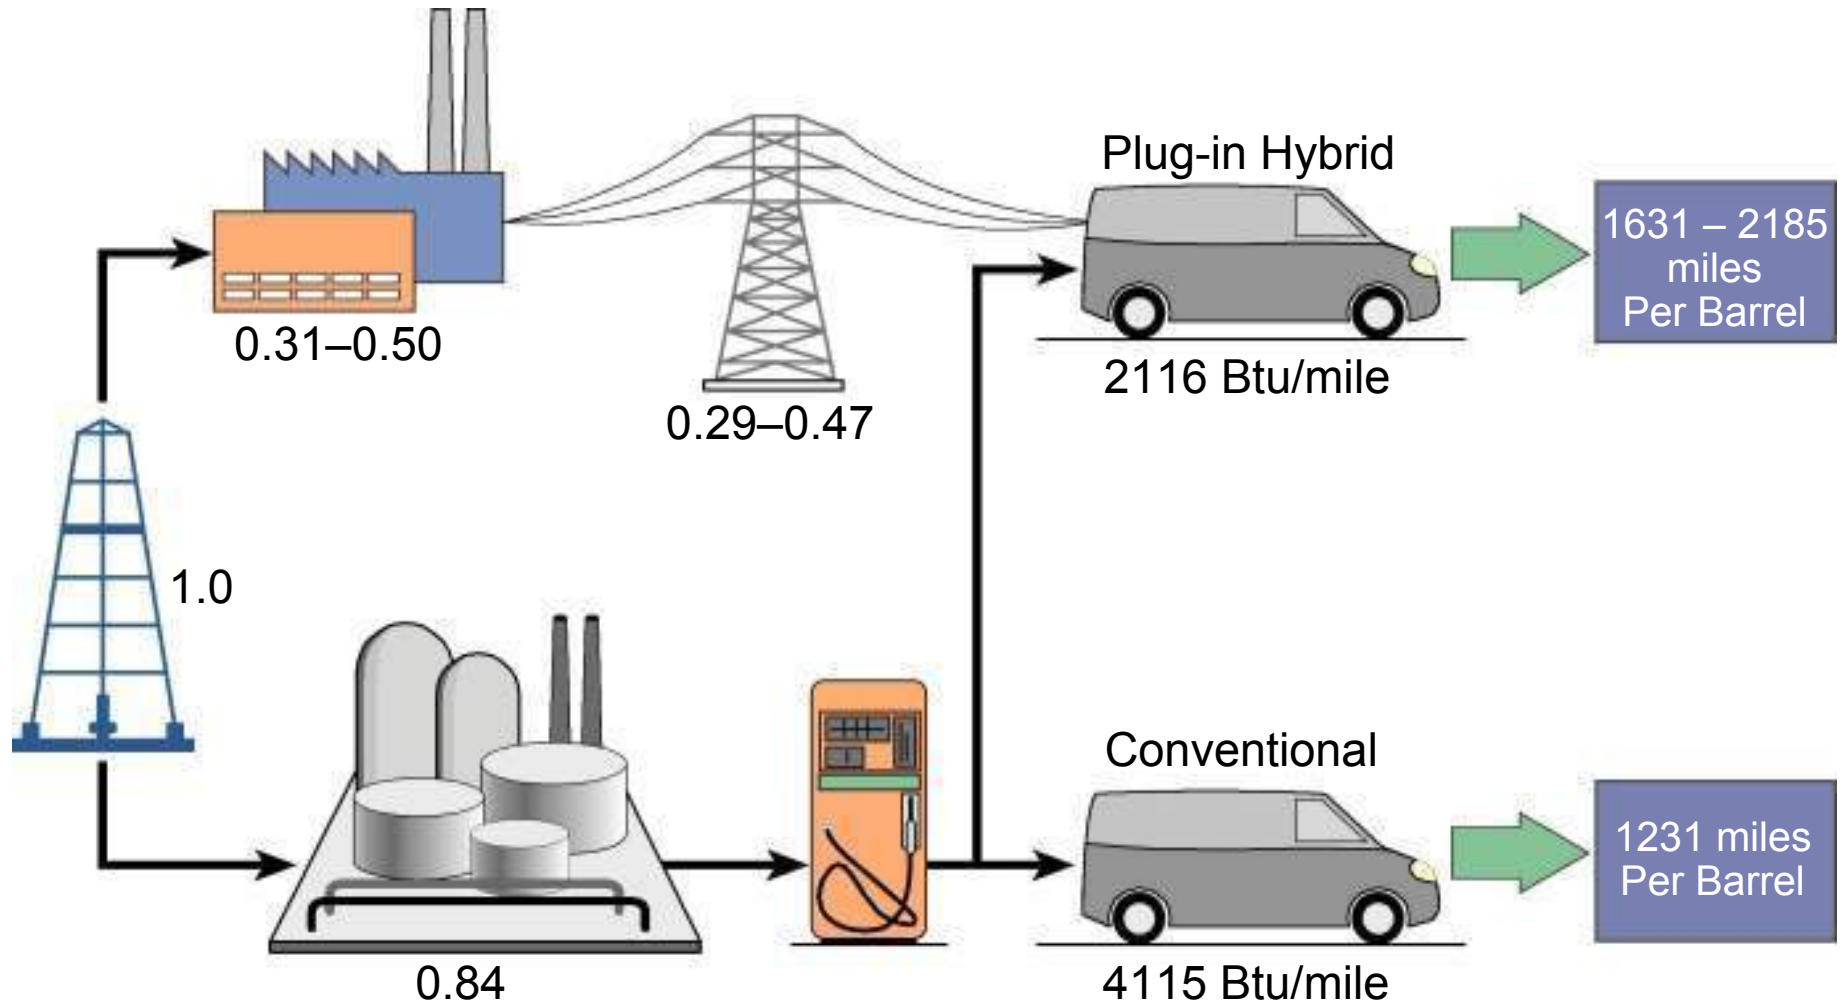 Plug-in Hybrid
1631 – 2185
miles
Per Barrel
0.31–0.50
2116 Btu/mile
0.29–0.47
1.0
Conventional
1231 miles
Per Barrel
0.84
4115 Btu/mile